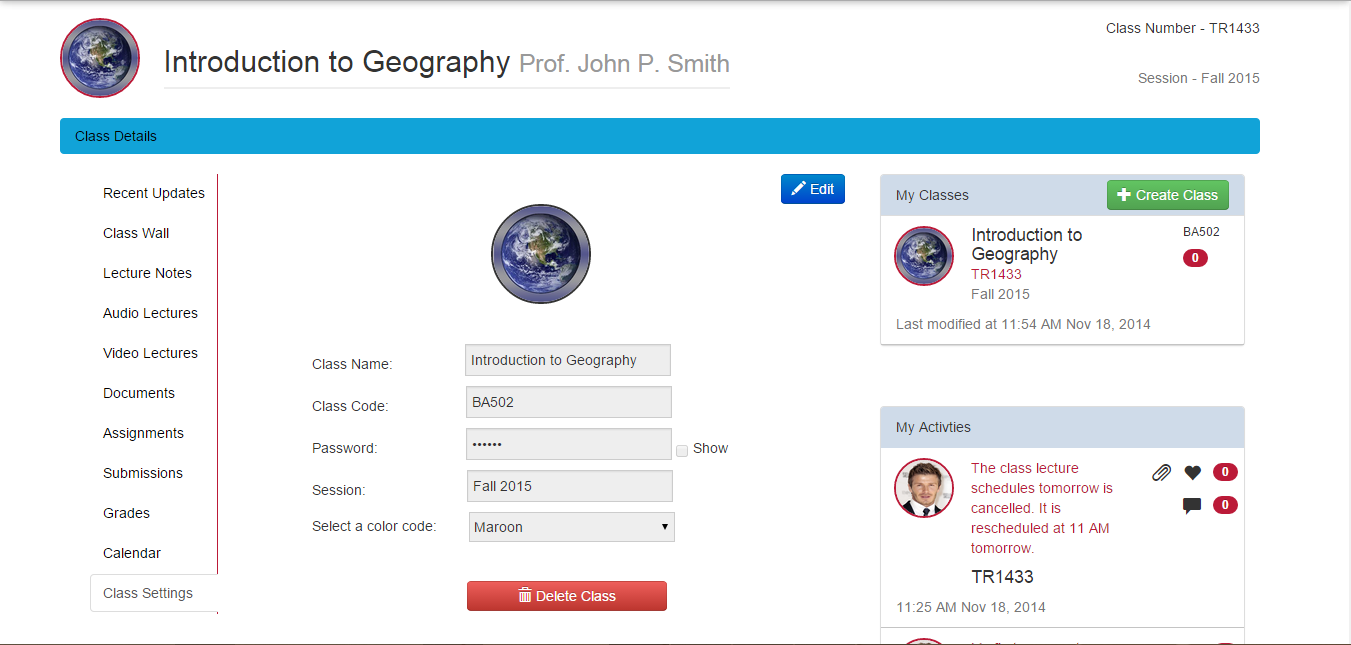 Class Number - TR1433
Introduction to Geography Prof. John P. Smith
Session - Fall 2015
Class Details
Recent Updates
Class Wall
Lecture Notes
Audio Lectures
Video Lectures
Documents
Assignments
Submissions
Grades
Calendar
Class Settings
Edit
Class Name:
Introduction to Geography
Class Code:
BA502
Password:
••••••
Show
Session:
Fall 2015
Select a color code:
Maroon
Delete Class
My Classes
Create Class
Introduction to
Geography
BA502
0
TR1433
Fall 2015
Last modified at 11:54 AM Nov 18, 2014
My Activties
The class lecture
schedules tomorrow is
cancelled. It is
rescheduled at 11 AM
tomorrow.
0
0
TR1433
11:25 AM Nov 18, 2014